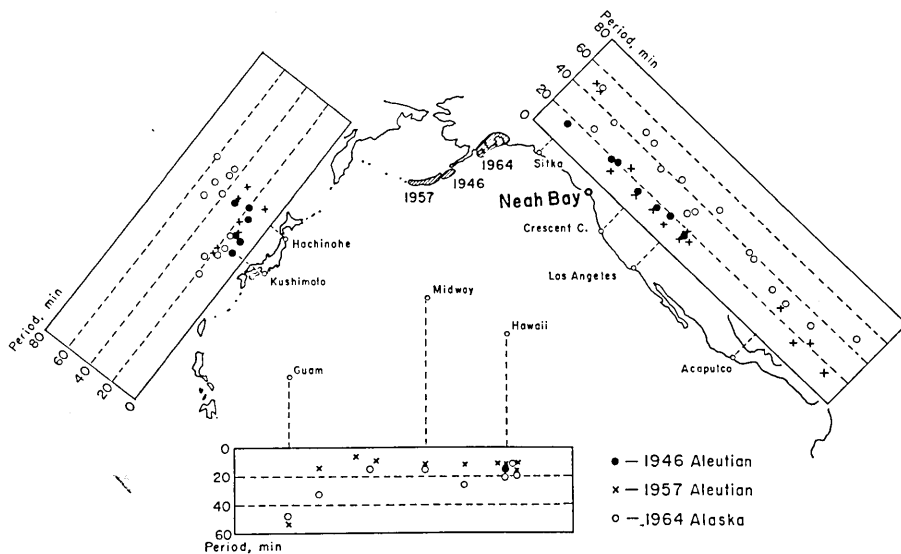 Period, min
80
60
40
20
0
Period, min
80
60
40
20
0
1964
1946
1957
Sitka
Neah Bay
Crescent C.
Los Angeles
Acapulco
Hachinohe
Kushimoto
Midway
Hawaii
Guam
0
20
40
60
Period, min
● — 1946 Aleutian
× — 1957 Aleutian
○ — 1964 Alaska